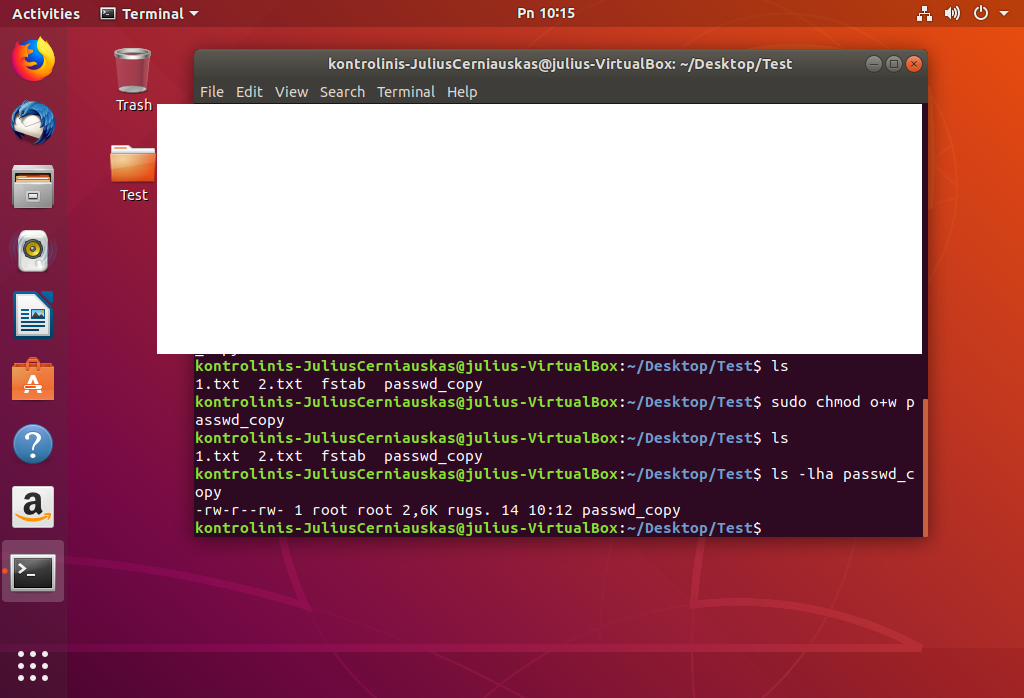 Activities Terminal Pn 10:15
kontrolinis-JuliusCerniauskas@julius-VirtualBox: ~/Desktop/Test
File Edit View Search Terminal Help
Trash
Test
kontrolinis-JuliusCerniauskas@julius-VirtualBox:~/Desktop/Test$ ls
1.txt 2.txt fstab passwd_copy
kontrolinis-JuliusCerniauskas@julius-VirtualBox:~/Desktop/Test$ sudo chmod o+w p
asswd_copy
kontrolinis-JuliusCerniauskas@julius-VirtualBox:~/Desktop/Test$ ls
1.txt 2.txt fstab passwd_copy
kontrolinis-JuliusCerniauskas@julius-VirtualBox:~/Desktop/Test$ ls -lha passwd_c
opy
-rw-r--rw- 1 root root 2,6K rugs. 14 10:12 passwd_copy
kontrolinis-JuliusCerniauskas@julius-VirtualBox:~/Desktop/Test$